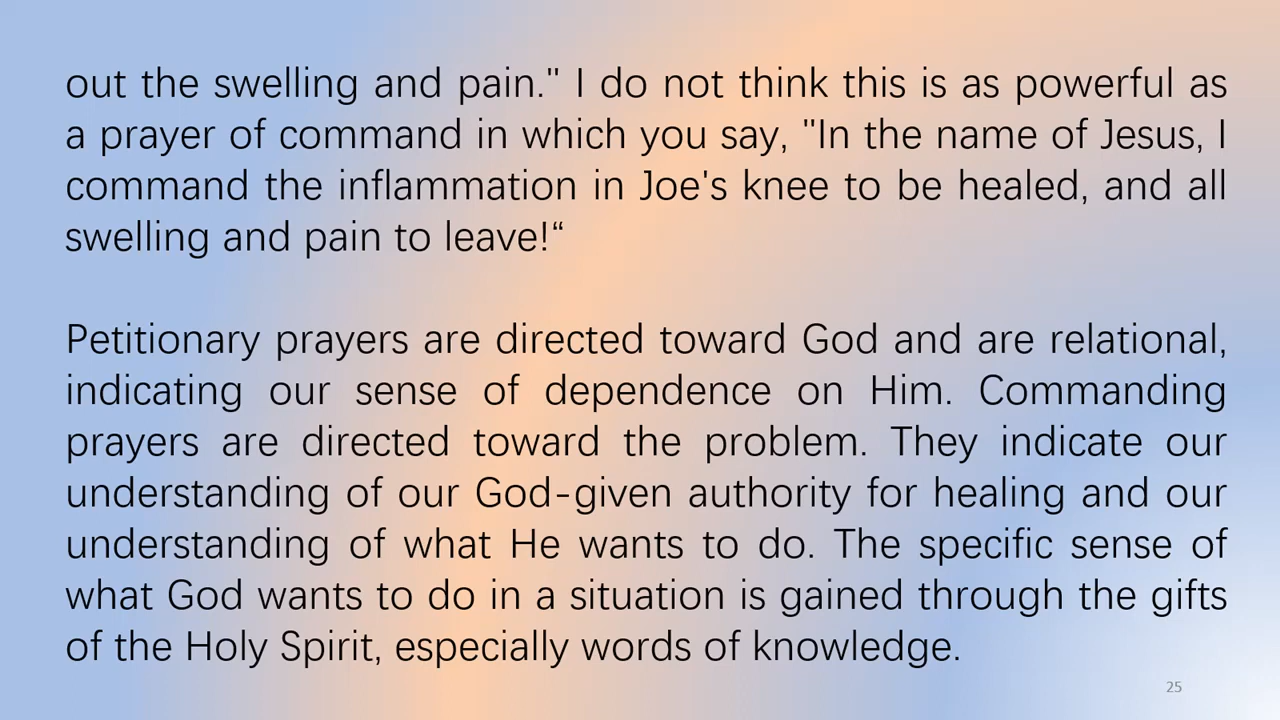 out the swelling and pain." I do not think this is as powerful as
a prayer of command in which you say, "In the name of Jesus, I
command the inflammation in Joe's knee to be healed, and all
swelling and pain to leave!“
Petitionary prayers are directed toward God and are relational,
indicating our sense of dependence on Him. Commanding
prayers are directed toward the problem. They indicate our
understanding of our God-given authority for healing and our
understanding of what He wants to do. The specific sense of
what God wants to do in a situation is gained through the gifts
of the Holy Spirit, especially words of knowledge.
25